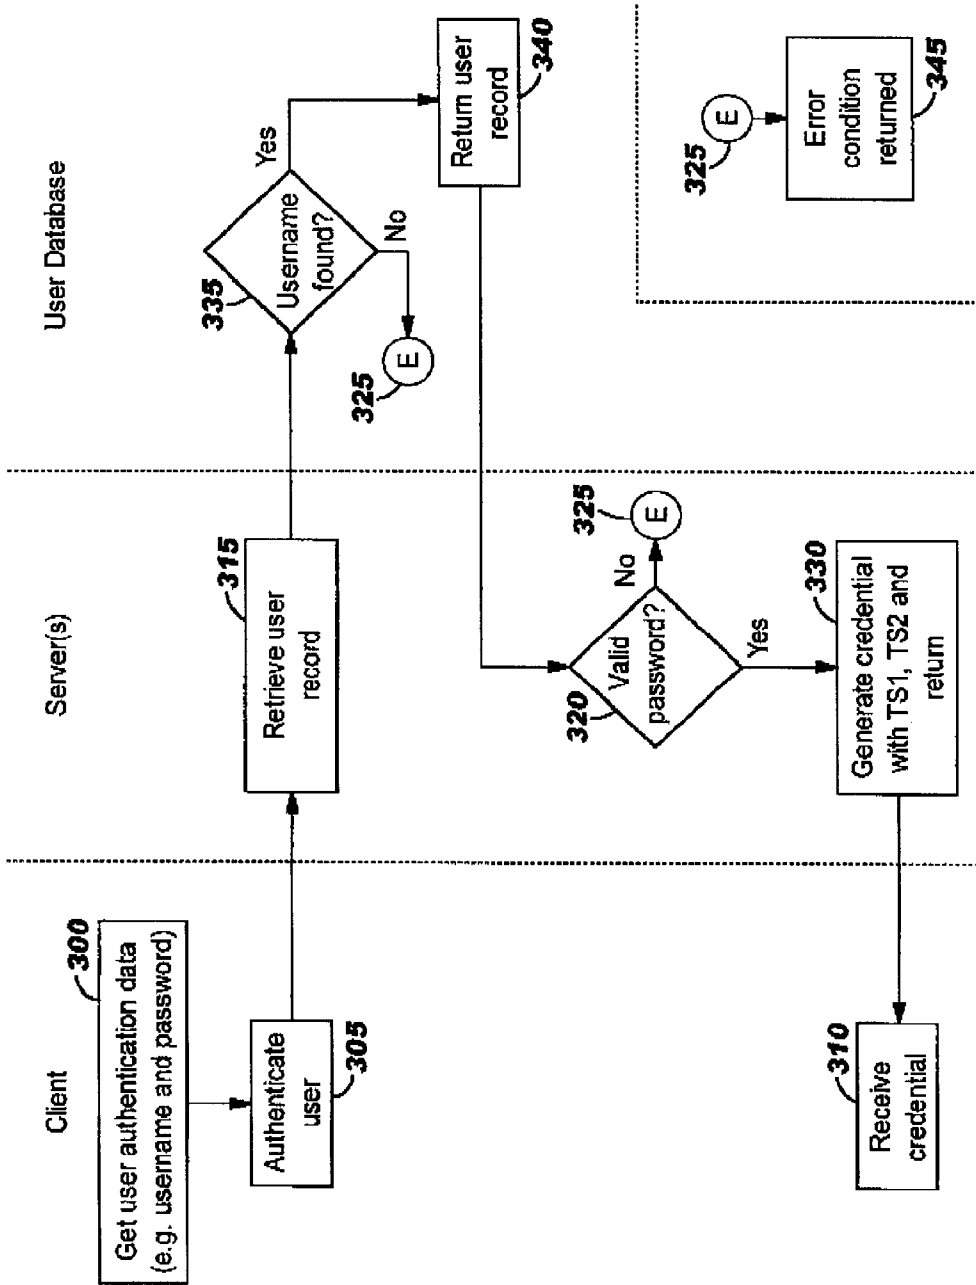 Client
Server(s)
User Database
300
Get user authentication data
(e.g. username and password)
Authenticate
user
305
315
Retrieve user
record
335
Username
found?
Yes
No
E
325
Return user
record
340
320
Valid
password?
No
E
325
Yes
330
Generate credential
with TS1, TS2 and
return
310
Receive
credential
E
325
Error
condition
returned
345